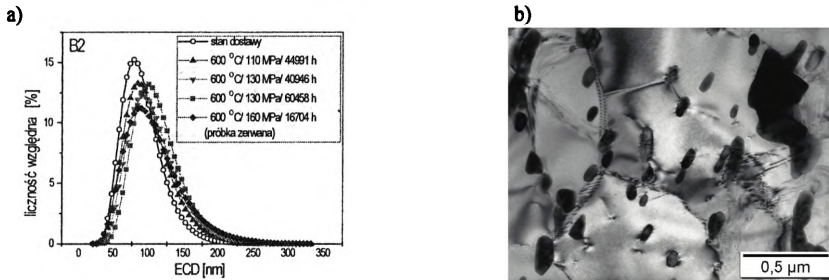 a)
b)
B2
stan dostawy
600 °C/ 110 MPa/ 44991 h
600 °C/ 130 MPa/ 40946 h
600 °C/ 130 MPa/ 60458 h
600 °C/ 160 MPa/ 16704 h
(próbka zerwana)
liczność względna [%]
15
10
5
0
0 50 100 150 200 250 300 350
ECD [nm]
0,5 µm